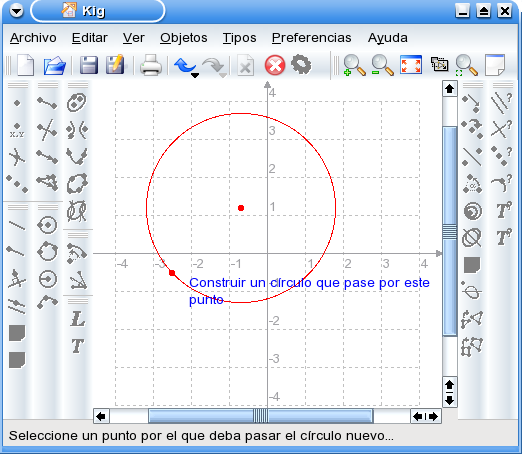 Kig
Archivo Editar Ver Objetos Tipos Preferencias Ayuda
4
3
2
1
-4 -3 -2 -1 1 2 3 4
Construir un círculo que pase por este
punto
-2
-3
-4
X,Y
L
T
?
?
?
?
T?
T?
Seleccione un punto por el que deba pasar el círculo nuevo...